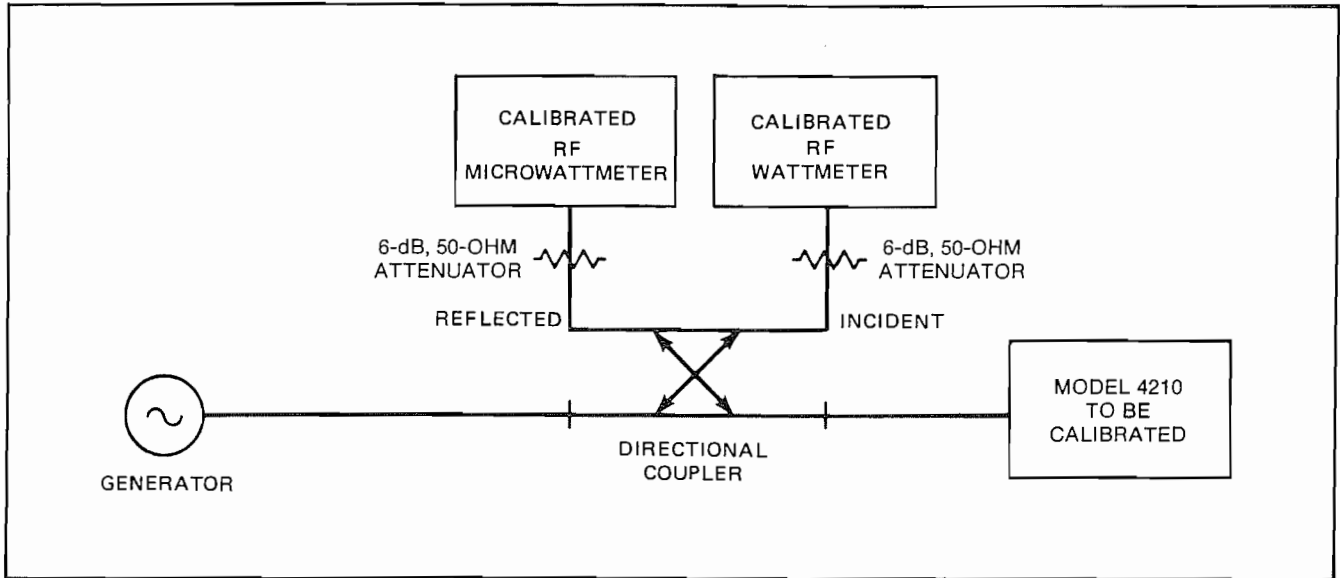 CALIBRATED
RF
MICROWATTMETER
CALIBRATED
RF
WATTMETER
6-dB, 50-OHM
ATTENUATOR
6-dB, 50-OHM
ATTENUATOR
REFLECTED
INCIDENT
GENERATOR
DIRECTIONAL
COUPLER
MODEL 4210
TO BE
CALIBRATED